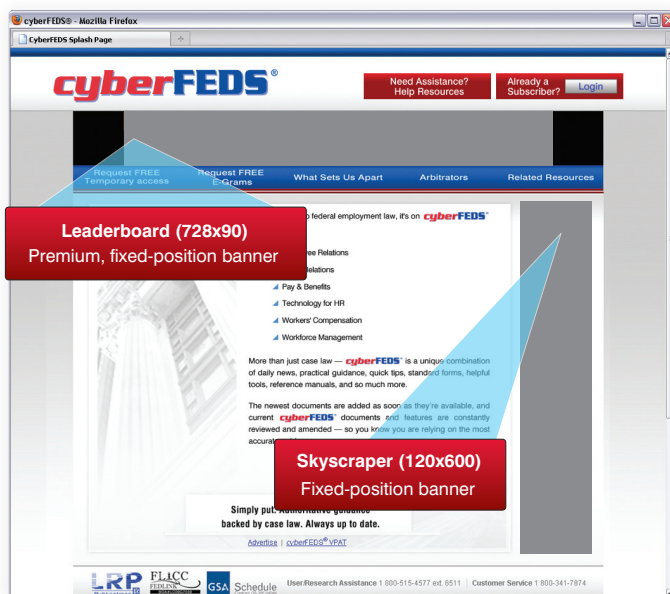 cyberFEDS® - Mozilla Firefox
CyberFEDS Splash Page
cyberFEDS®
Need Assistance?
Help Resources
Already a
Subscriber?
Login
Request FREE
Temporary access
Request FREE
E-Grams
What Sets Us Apart
Arbitrators
Related Resources
Leaderboard (728x90)
Premium, fixed-position banner
o federal employment law, it's on cyberFEDS®
ee Relations
elations
Pay & Benefits
Technology for HR
Workers' Compensation
Workforce Management
More than just case law — cyberFEDS® is a unique combination
of daily news, practical guidance, quick tips, standard forms, helpful
tools, reference manuals, and so much more.
The newest documents are added as soon as they're available, and
current cyberFEDS® documents and features are constantly
reviewed and amended — so you know you are relying on the most
Skyscraper (120x600)
Fixed-position banner
Simply put: Authoritative guidance
backed by case law. Always up to date.
Advertise | cyberFEDS® VPAT
LRP
FLICC
FEDLINK
GSA Schedule
User/Research Assistance 1 800-515-4577 ext. 6511 | Customer Service 1 800-341-7874